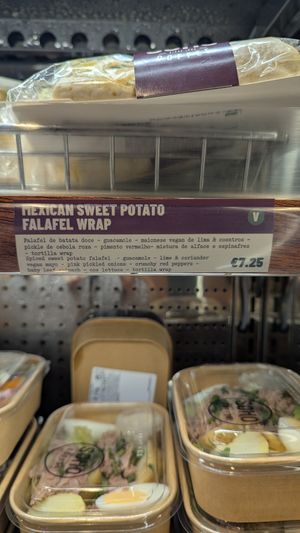 COFFEE
MEXICAN SWEET POTATO
FALAFEL WRAP
V
Falafel de batata doce - guacamole - maionese vegan de lima & coentros -
pickle de cebola roxa - pimento vermelho - mistura de alface e espinafres
- tortilla wrap
Spiced sweet potato falafel - guacamole - lime & coriander
vegan mayo - pink pickled onions - crunchy red peppers -
baby leaf spinach - cos lettuce - tortilla wrap
€7.25